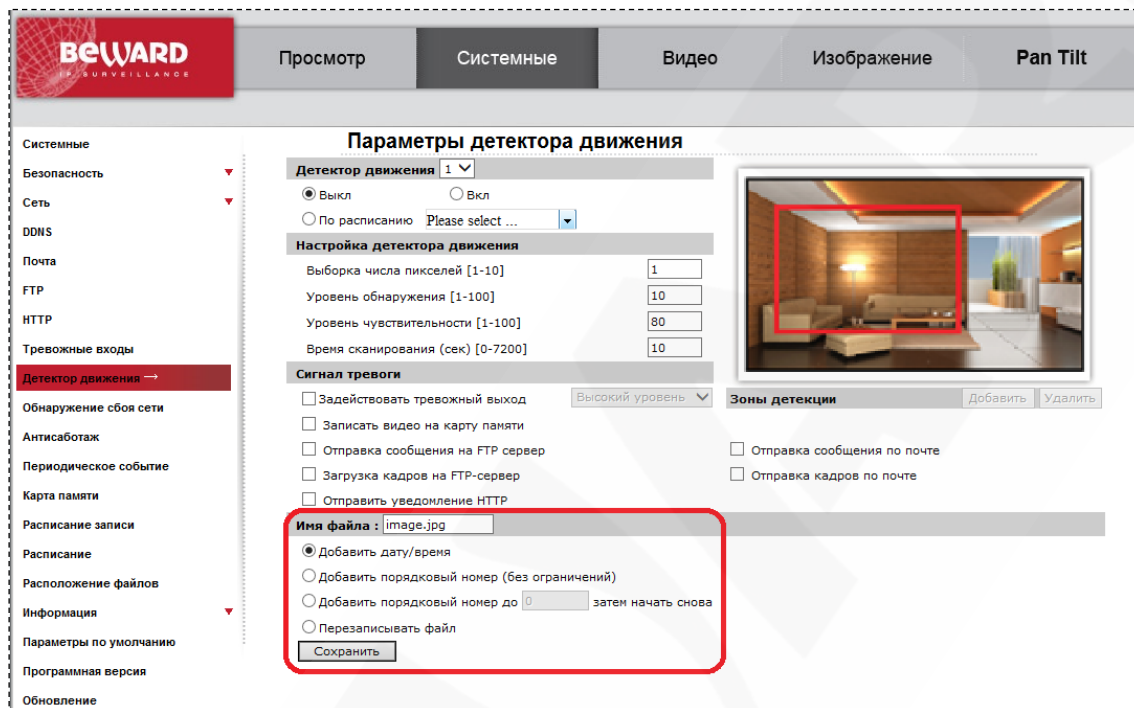 BEWARD
IP SURVEILLANCE
Просмотр
Системные
Видео
Изображение
Pan Tilt
Системные
Безопасность
Сеть
DDNS
Почта
FTP
HTTP
Тревожные входы
Детектор движения →
Обнаружение сбоя сети
Антисаботаж
Периодическое событие
Карта памяти
Расписание записи
Расписание
Расположение файлов
Информация
Параметры по умолчанию
Программная версия
Обновление
Параметры детектора движения
Детектор движения 1
Выкл Вкл
По расписанию Please select ...
Настройка детектора движения
Выборка числа пикселей [1-10] 1
Уровень обнаружения [1-100] 10
Уровень чувствительности [1-100] 80
Время сканирования (сек) [0-7200] 10
Сигнал тревоги
Задействовать тревожный выход Высокий уровень
Зоны детекции Добавить Удалить
Записать видео на карту памяти
Отправка сообщения на FTP сервер Отправка сообщения по почте
Загрузка кадров на FTP-сервер Отправка кадров по почте
Отправить уведомление HTTP
Имя файла : image.jpg
Добавить дату/время
Добавить порядковый номер (без ограничений)
Добавить порядковый номер до 0 затем начать снова
Перезаписывать файл
Сохранить